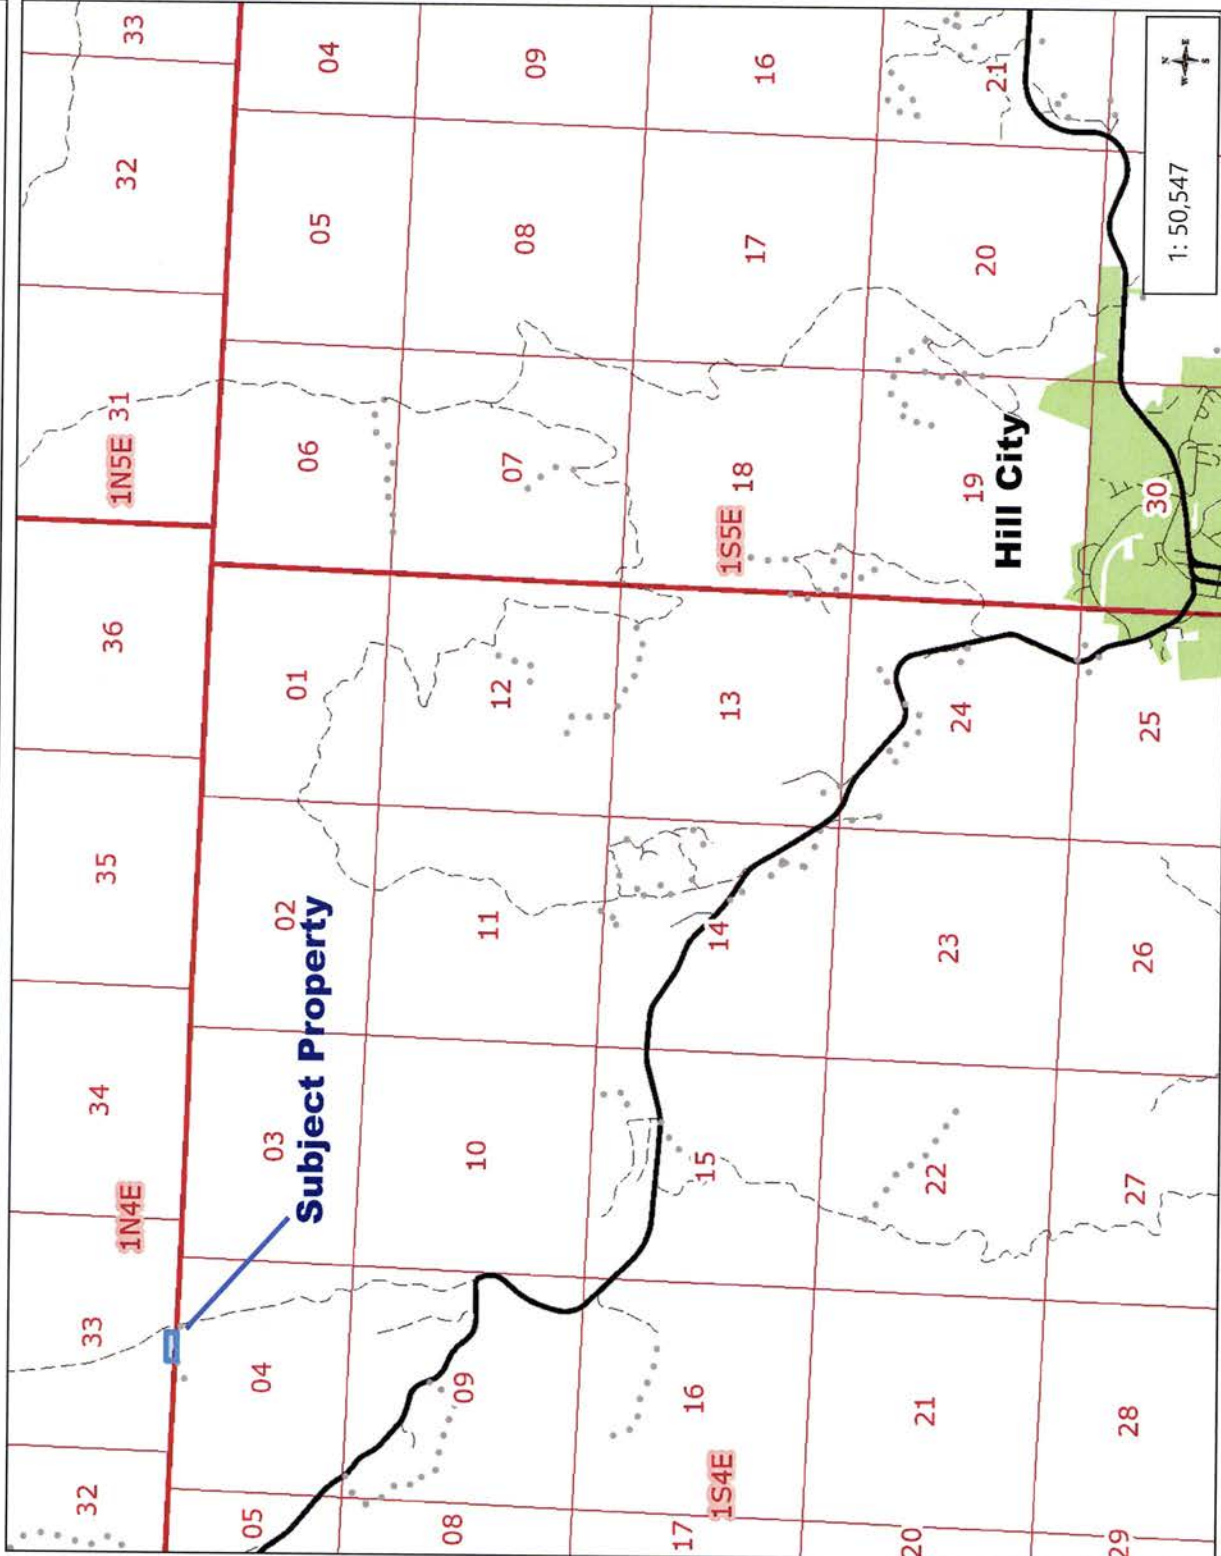 32 33 34 35 36 31 32 33
1N4E 1N5E
05 04 03 02 01 06 05 04
Subject Property
08 09 10 11 12 07 08 09
17 16 15 14 13 18 17 16
1S4E 1S5E
20 21 22 23 24 19 20 21
Hill City
29 28 27 26 25 30
1: 50,547
N
W E
S